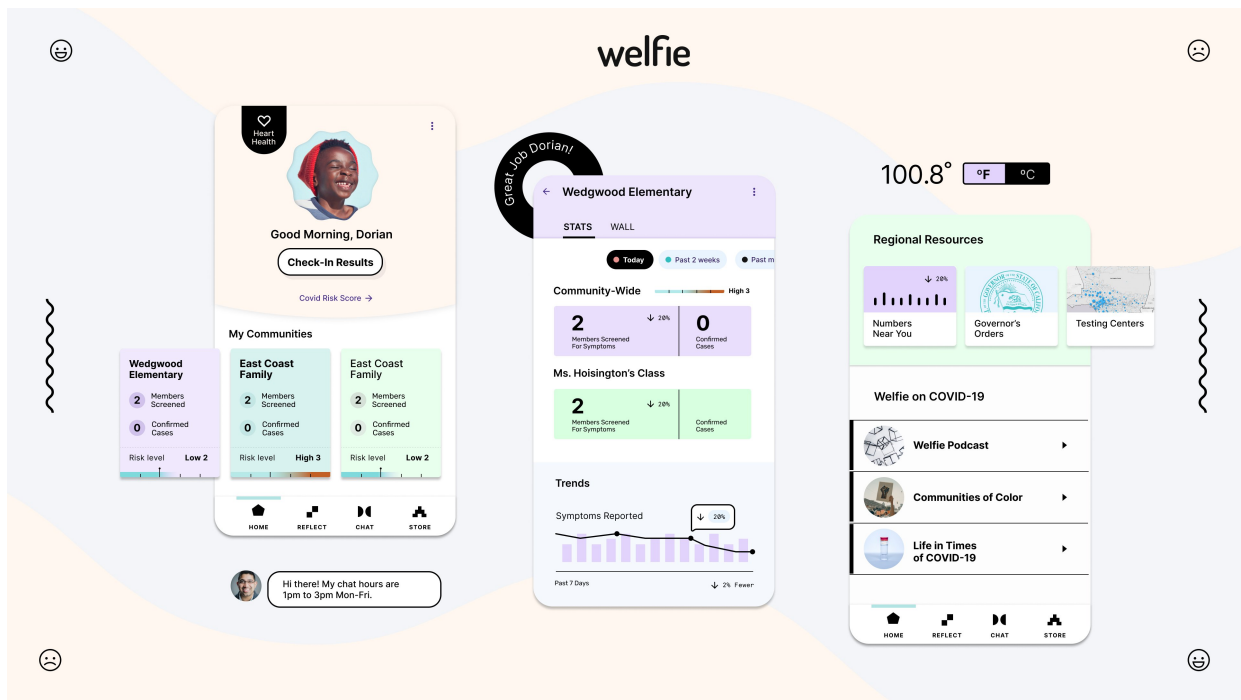 welfie
Heart
Health
Good Morning, Dorian
Check-In Results
Covid Risk Score →
My Communities
Wedgwood
Elementary
2 Members
Screened
0 Confirmed
Cases
Risk level Low 2
East Coast
Family
2 Members
Screened
0 Confirmed
Cases
Risk level High 3
East Coast
Family
2 Members
Screened
0 Confirmed
Cases
Risk level Low 2
HOME REFLECT CHAT STORE
Hi there! My chat hours are
1pm to 3pm Mon-Fri.
Great Job Dorian!
← Wedgwood Elementary
STATS WALL
Today Past 2 weeks Past m
Community-Wide High 3
2 ↓ 20% 0
Members Screened
For Symptoms
Confirmed
Cases
Ms. Hoisington's Class
2 ↓ 20%
Members Screened
For Symptoms
Confirmed
Cases
Trends
Symptoms Reported
↓ 20%
Past 7 Days ↓ 2% Fewer
100.8° ºF ºC
Regional Resources
↓ 20%
Numbers
Near You
Governor's
Orders
Testing Centers
Welfie on COVID-19
Welfie Podcast
Communities of Color
Life in Times
of COVID-19
HOME REFLECT CHAT STORE